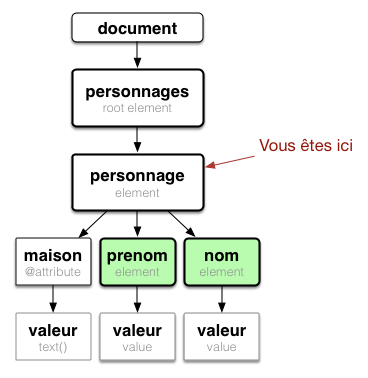 document
personnages
root element
Vous êtes ici
personnage
element
maison
@attribute
prenom
element
nom
element
valeur
text()
valeur
value
valeur
value